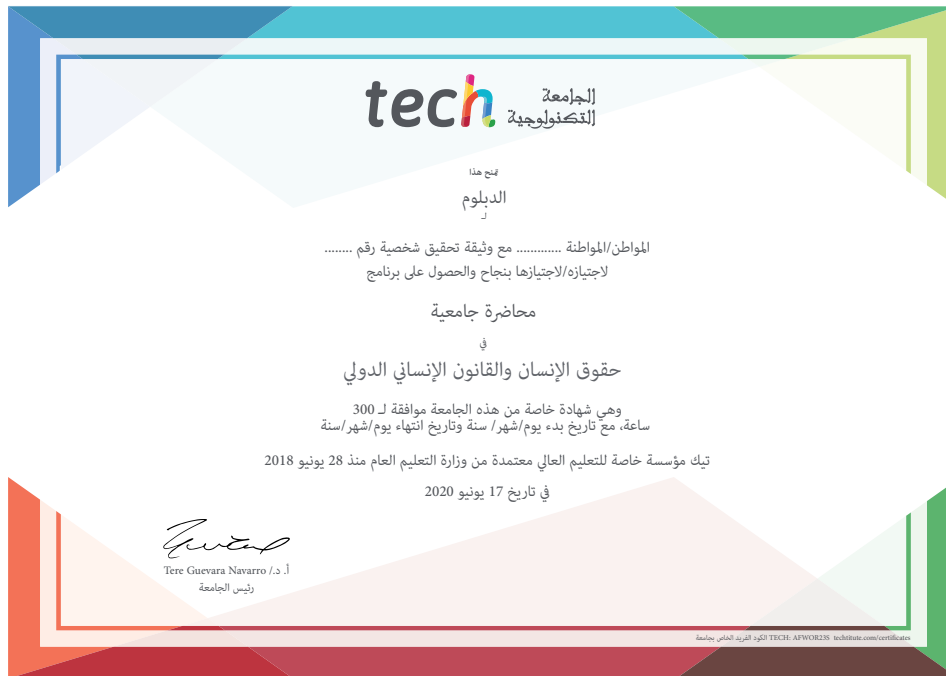 tech الجامعة
التكنولوجية
تمنح هذا
الدبلوم
لـ
المواطن/المواطنة ............. مع وثيقة تحقيق شخصية رقم ........
لاجتيازه/لاجتيازها بنجاح والحصول على برنامج
محاضرة جامعية
في
حقوق الإنسان والقانون الإنساني الدولي
وهي شهادة خاصة من هذه الجامعة موافقة لـ 300
ساعة، مع تاريخ بدء يوم/شهر/ سنة وتاريخ انتهاء يوم/شهر/سنة
تيك مؤسسة خاصة للتعليم العالي معتمدة من وزارة التعليم العام منذ 28 يونيو 2018
في تاريخ 17 يونيو 2020
أ. د./ Tere Guevara Navarro
رئيس الجامعة
الكود الفريد الخاص بجامعة TECH: AFWOR23S techtitute.com/certificates